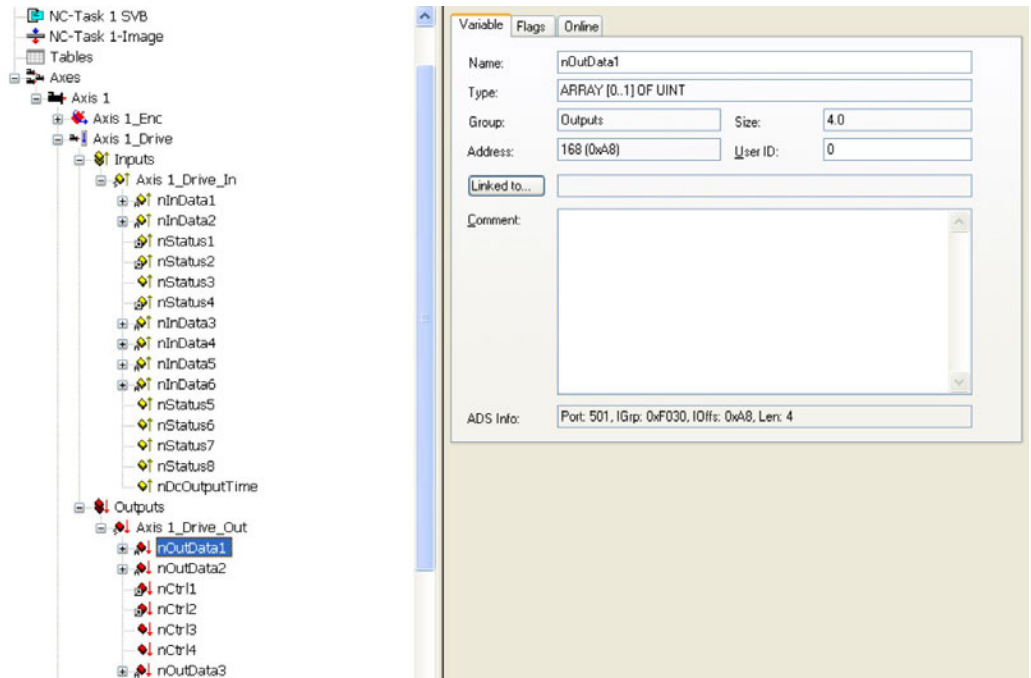 NC-Task 1 SVB
NC-Task 1-Image
Tables
Axes
Axis 1
Axis 1_Enc
Axis 1_Drive
Inputs
Axis 1_Drive_In
nInData1
nInData2
nStatus1
nStatus2
nStatus3
nStatus4
nInData3
nInData4
nInData5
nInData6
nStatus5
nStatus6
nStatus7
nStatus8
nDcOutputTime
Outputs
Axis 1_Drive_Out
nOutData1
nOutData2
nCtrl1
nCtrl2
nCtrl3
nCtrl4
nOutData3
Variable Flags Online
Name: nOutData1
Type: ARRAY [0..1] OF UINT
Group: Outputs Size: 4.0
Address: 168 (0xA8) User ID: 0
Linked to...
Comment:
ADS Info: Port: 501, IGrp: 0xF030, IOffs: 0xA8, Len: 4